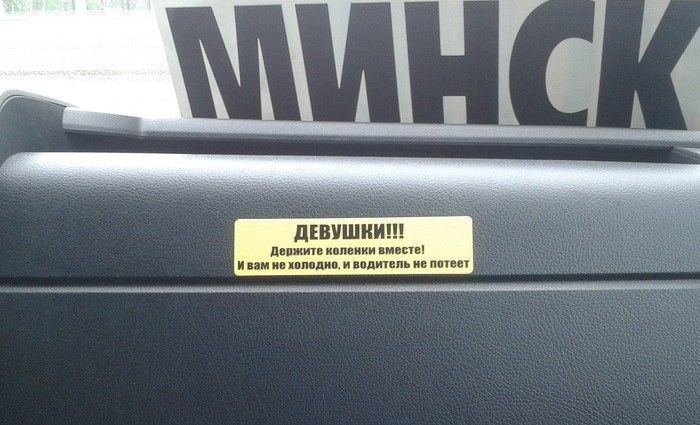 МИНСК
ДЕВУШКИ!!!
Держите коленки вместе!
И вам не холодно, и водитель не потеет